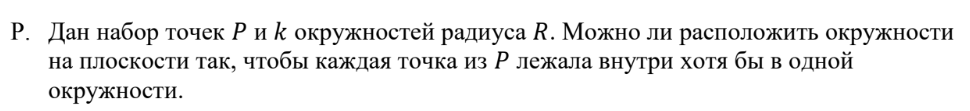 P. Дан набор точек P и k окружностей радиуса R. Можно ли расположить окружности
на плоскости так, чтобы каждая точка из P лежала внутри хотя бы в одной
окружности.